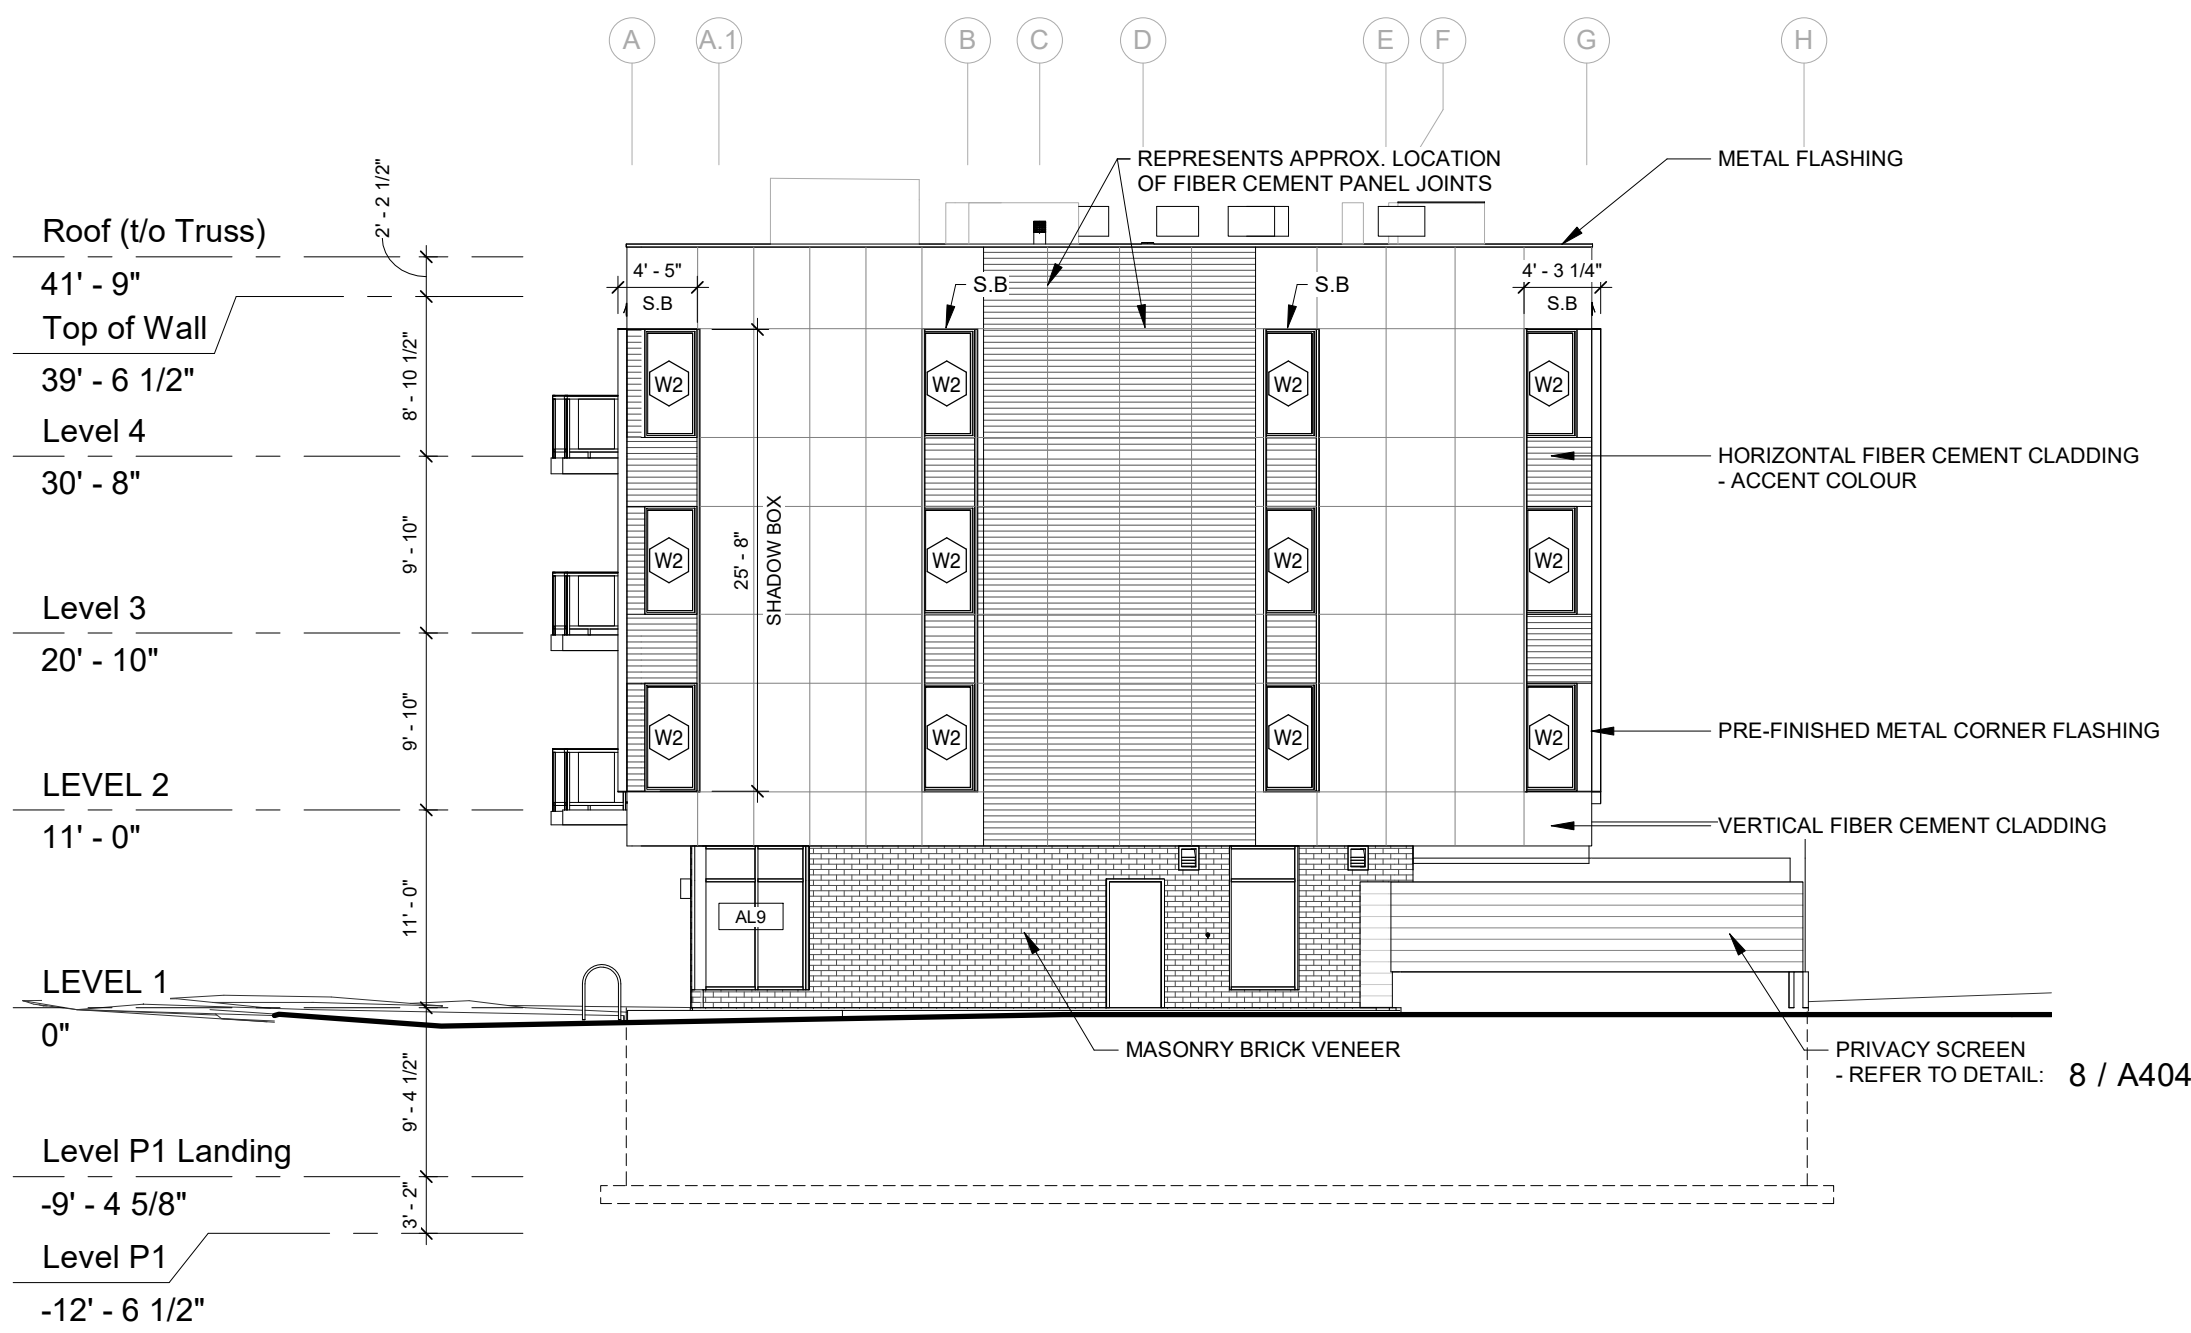 A
A.1
B
C
D
E
F
G
H
REPRESENTS APPROX. LOCATION
OF FIBER CEMENT PANEL JOINTS
METAL FLASHING
2' - 2 1/2"
Roof (t/o Truss)
41' - 9"
4' - 5"
S.B
S.B
S.B
4' - 3 1/4"
S.B
Top of Wall
39' - 6 1/2"
8' - 10 1/2"
W2
W2
W2
W2
Level 4
30' - 8"
HORIZONTAL FIBER CEMENT CLADDING
- ACCENT COLOUR
9' - 10"
25' - 8"
SHADOW BOX
W2
W2
W2
W2
Level 3
20' - 10"
9' - 10"
W2
W2
W2
W2
PRE-FINISHED METAL CORNER FLASHING
LEVEL 2
11' - 0"
VERTICAL FIBER CEMENT CLADDING
11' - 0"
AL9
LEVEL 1
0"
MASONRY BRICK VENEER
PRIVACY SCREEN
- REFER TO DETAIL: 8 / A404
9' - 4 1/2"
Level P1 Landing
-9' - 4 5/8"
3' - 2"
Level P1
-12' - 6 1/2"